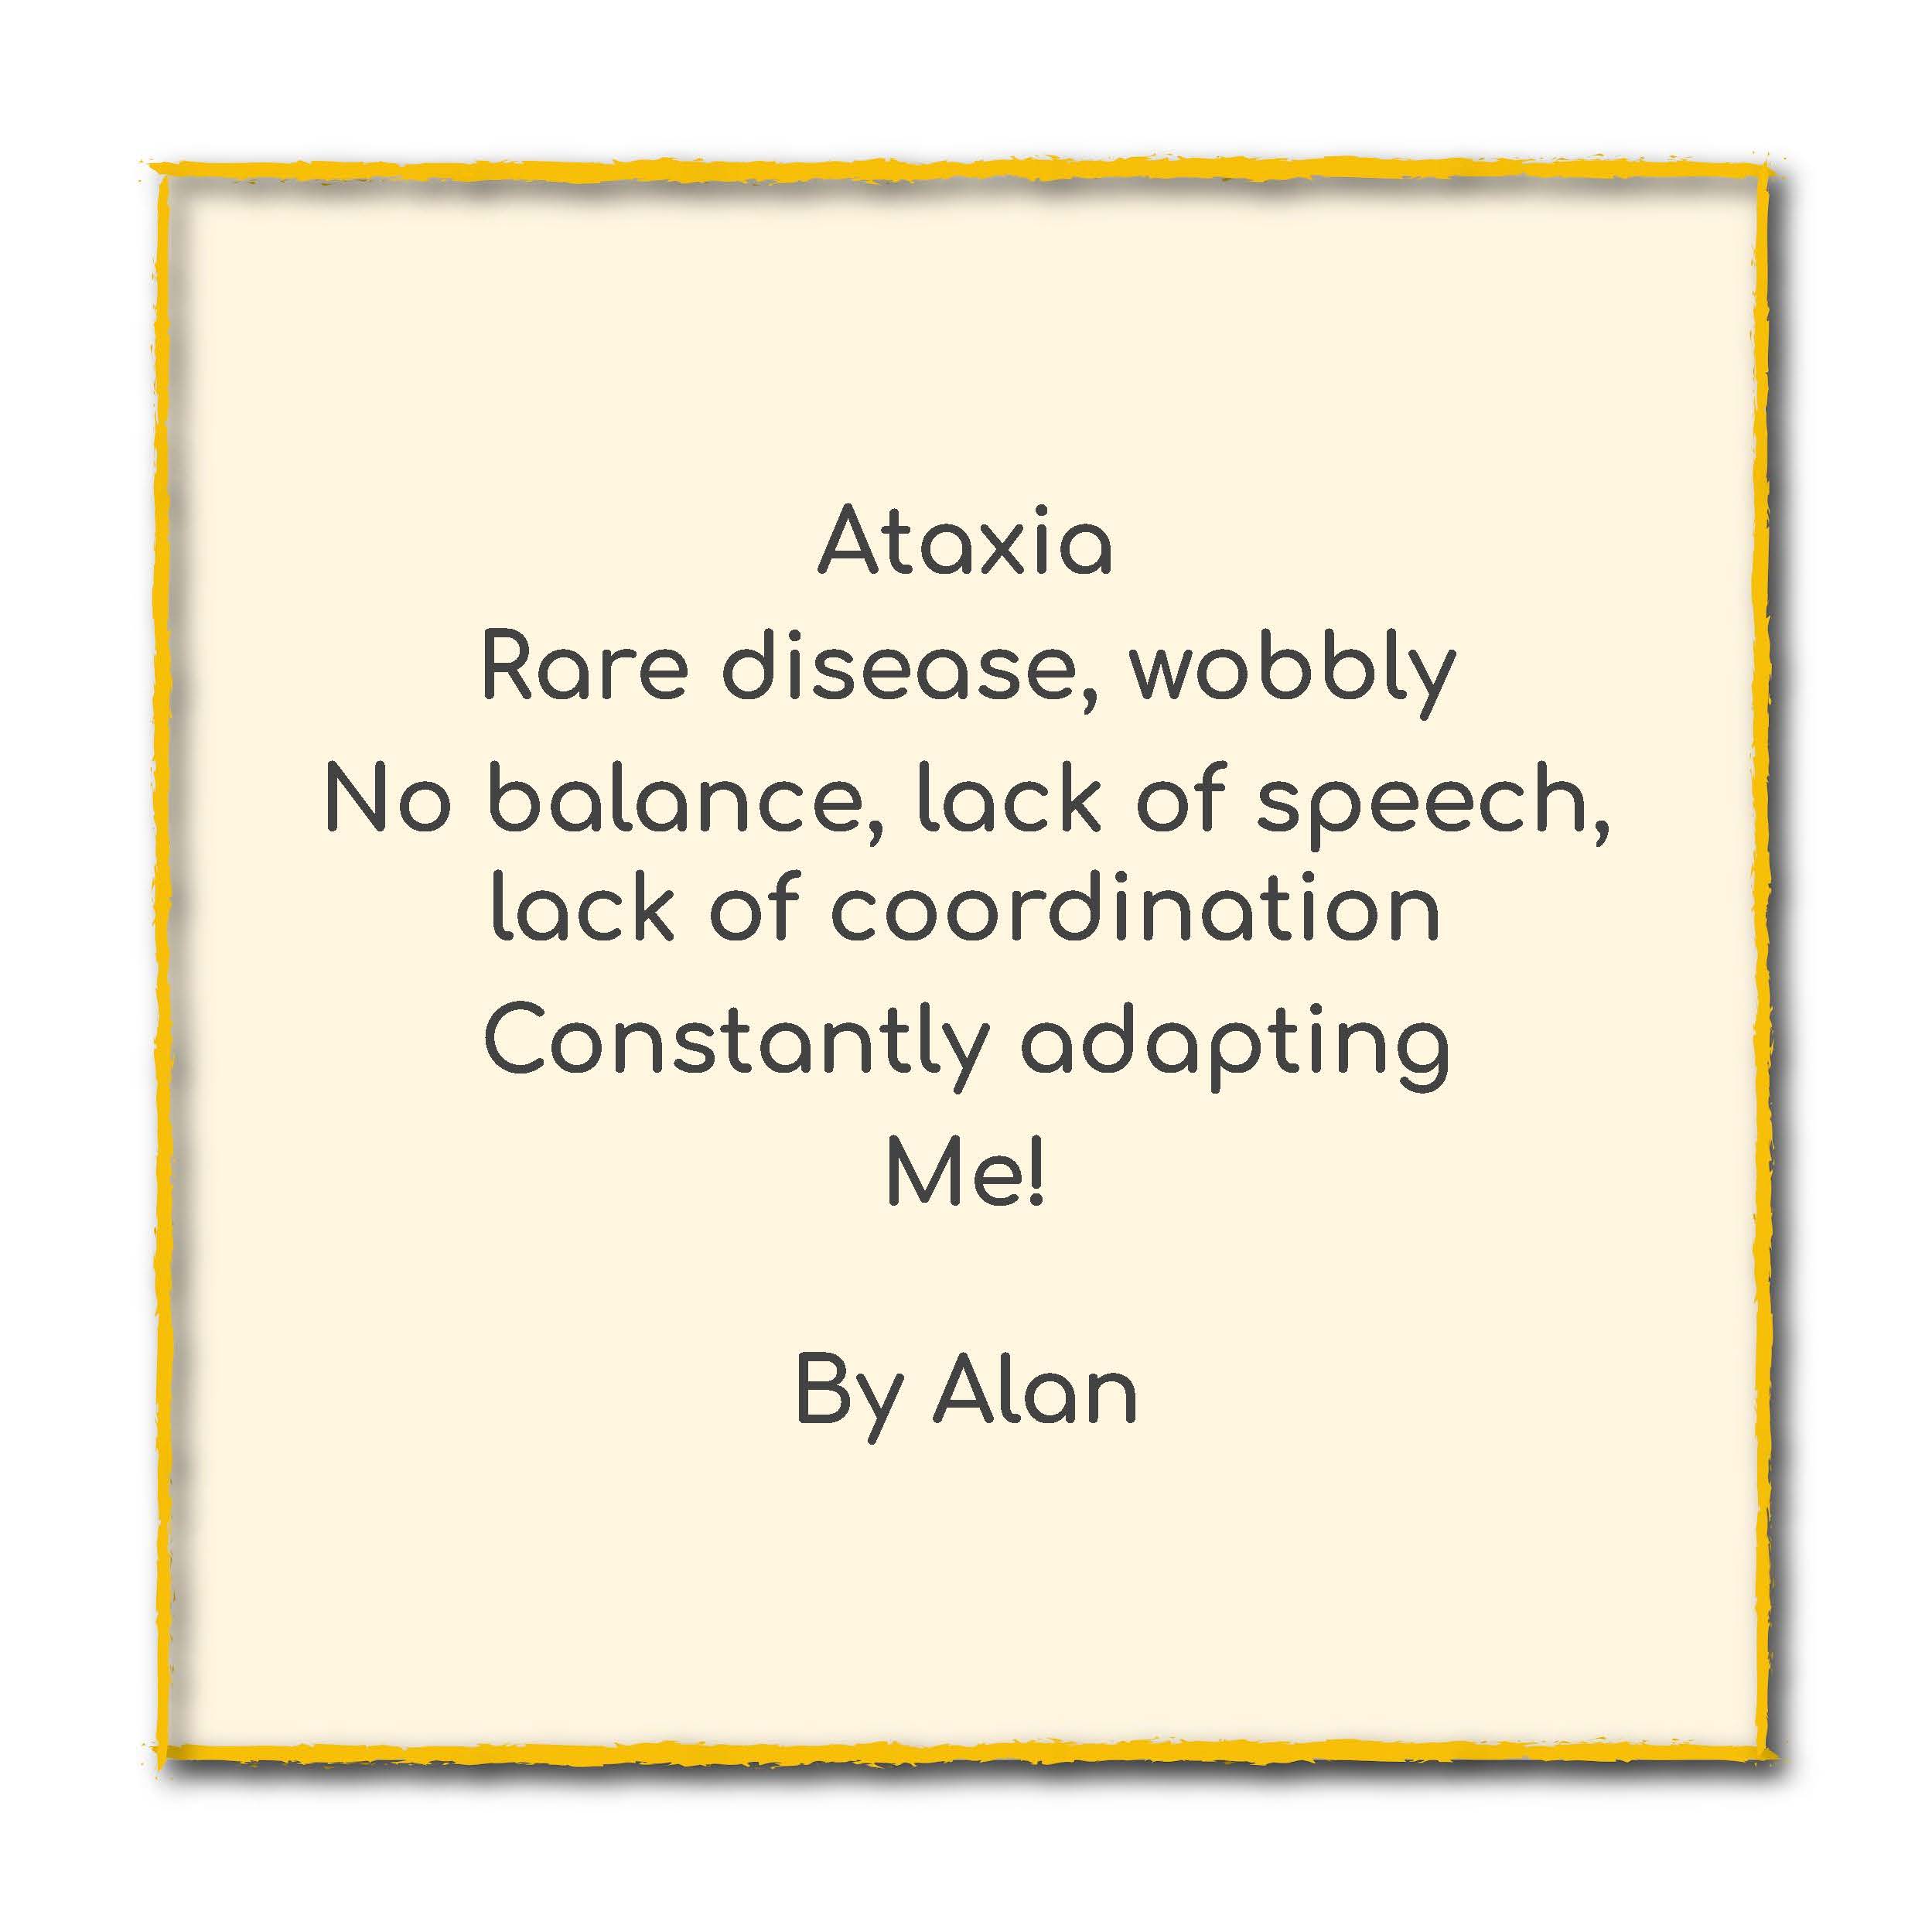 Ataxia
Rare disease, wobbly
No balance, lack of speech,
lack of coordination
Constantly adapting
Me!
By Alan